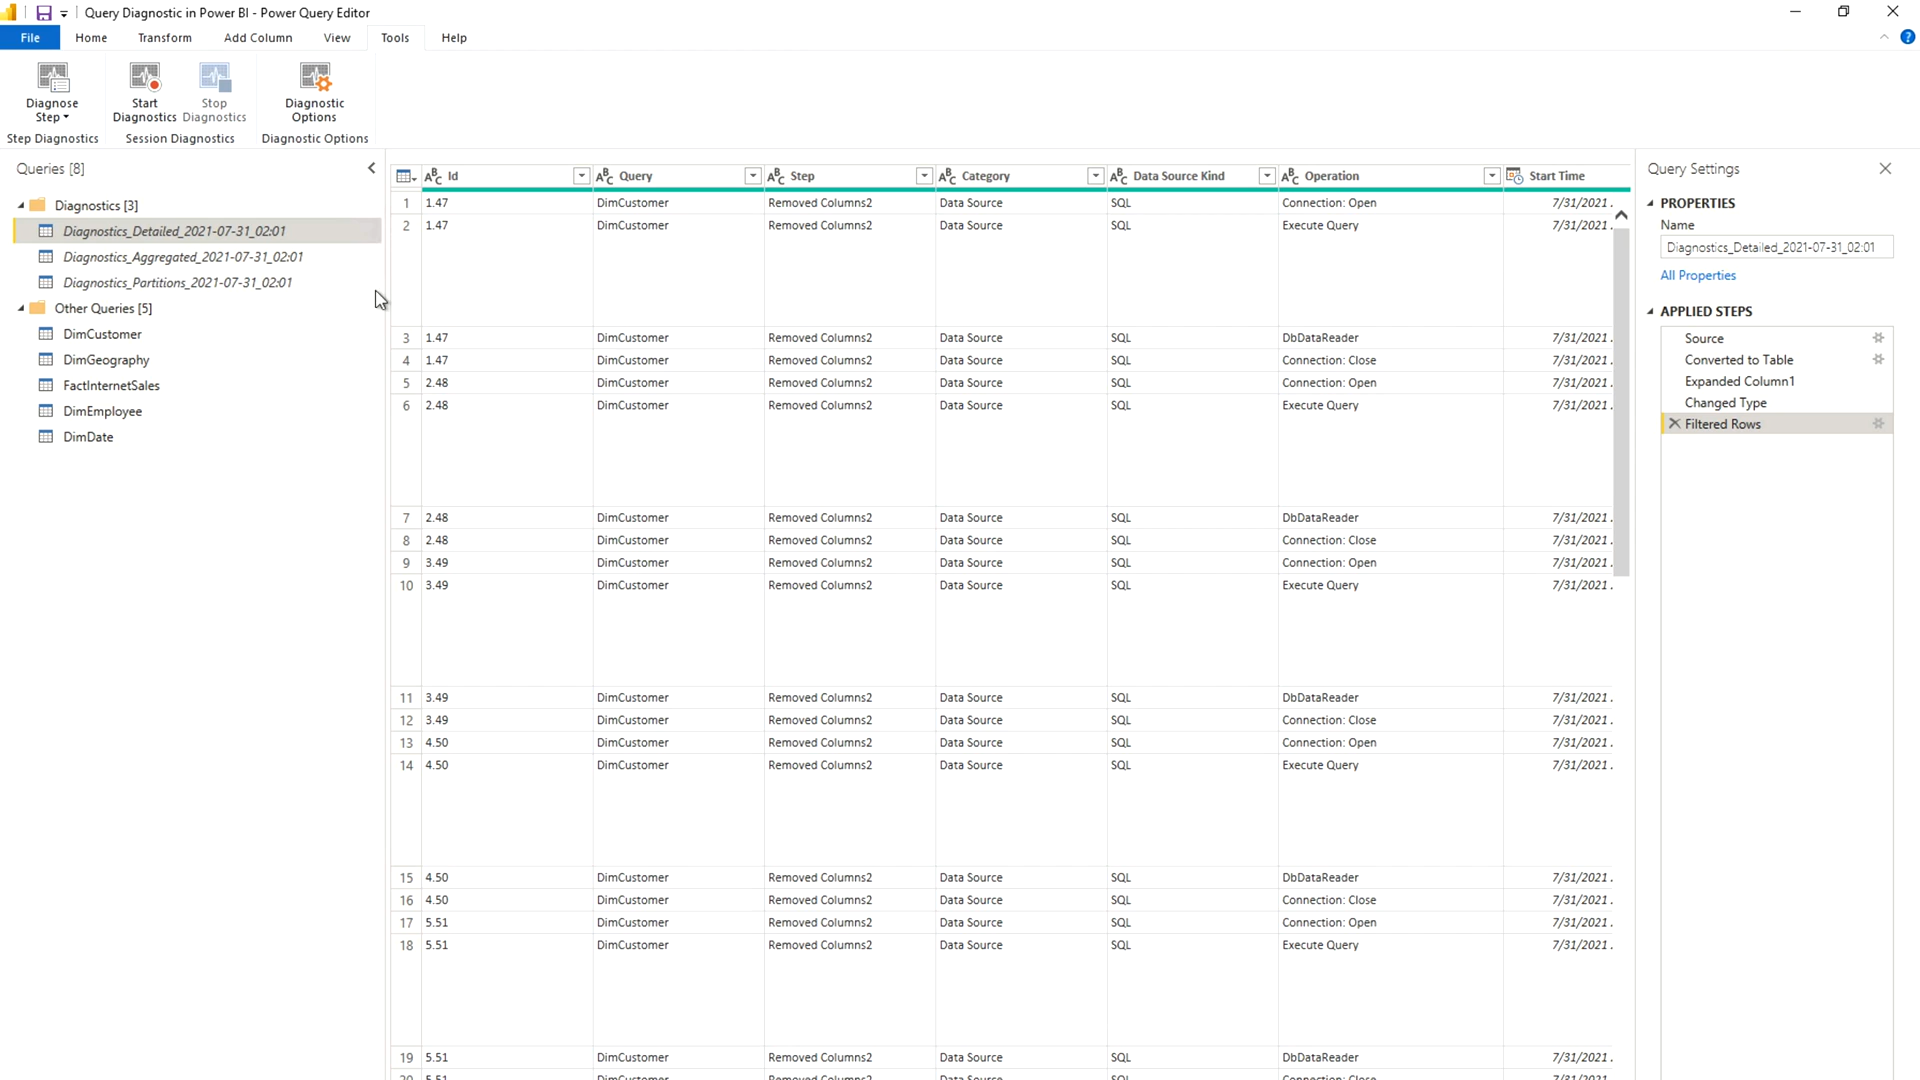 Query Diagnostic in Power BI - Power Query Editor
File Home Transform Add Column View Tools Help
Diagnose Step Start Diagnostics Stop Diagnostics Diagnostic Options
Step Diagnostics Session Diagnostics Diagnostic Options
Queries [8]
Diagnostics [3]
Diagnostics_Detailed_2021-07-31_02:01
Diagnostics_Aggregated_2021-07-31_02:01
Diagnostics_Partitions_2021-07-31_02:01
Other Queries [5]
DimCustomer
DimGeography
FactInternetSales
DimEmployee
DimDate
Id Query Step Category Data Source Kind Operation Start Time
1 1.47 DimCustomer Removed Columns2 Data Source SQL Connection: Open 7/31/2021
2 1.47 DimCustomer Removed Columns2 Data Source SQL Execute Query 7/31/2021
3 1.47 DimCustomer Removed Columns2 Data Source SQL DbDataReader 7/31/2021
4 1.47 DimCustomer Removed Columns2 Data Source SQL Connection: Close 7/31/2021
5 2.48 DimCustomer Removed Columns2 Data Source SQL Connection: Open 7/31/2021
6 2.48 DimCustomer Removed Columns2 Data Source SQL Execute Query 7/31/2021
7 2.48 DimCustomer Removed Columns2 Data Source SQL DbDataReader 7/31/2021
8 2.48 DimCustomer Removed Columns2 Data Source SQL Connection: Close 7/31/2021
9 3.49 DimCustomer Removed Columns2 Data Source SQL Connection: Open 7/31/2021
10 3.49 DimCustomer Removed Columns2 Data Source SQL Execute Query 7/31/2021
11 3.49 DimCustomer Removed Columns2 Data Source SQL DbDataReader 7/31/2021
12 3.49 DimCustomer Removed Columns2 Data Source SQL Connection: Close 7/31/2021
13 4.50 DimCustomer Removed Columns2 Data Source SQL Connection: Open 7/31/2021
14 4.50 DimCustomer Removed Columns2 Data Source SQL Execute Query 7/31/2021
15 4.50 DimCustomer Removed Columns2 Data Source SQL DbDataReader 7/31/2021
16 4.50 DimCustomer Removed Columns2 Data Source SQL Connection: Close 7/31/2021
17 5.51 DimCustomer Removed Columns2 Data Source SQL Connection: Open 7/31/2021
18 5.51 DimCustomer Removed Columns2 Data Source SQL Execute Query 7/31/2021
19 5.51 DimCustomer Removed Columns2 Data Source SQL DbDataReader 7/31/2021
Query Settings
PROPERTIES
Name
Diagnostics_Detailed_2021-07-31_02:01
All Properties
APPLIED STEPS
Source
Converted to Table
Expanded Column1
Changed Type
Filtered Rows